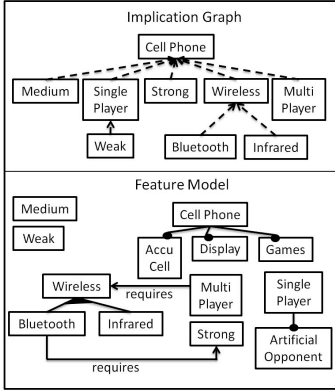 Implication Graph
Cell Phone
Medium
Single
Player
Strong
Wireless
Multi
Player
Weak
Bluetooth
Infrared
Feature Model
Medium
Weak
Cell Phone
Accu
Cell
Display
Games
Wireless
requires
Multi
Player
Single
Player
Bluetooth
Infrared
Strong
Artificial
Opponent
requires